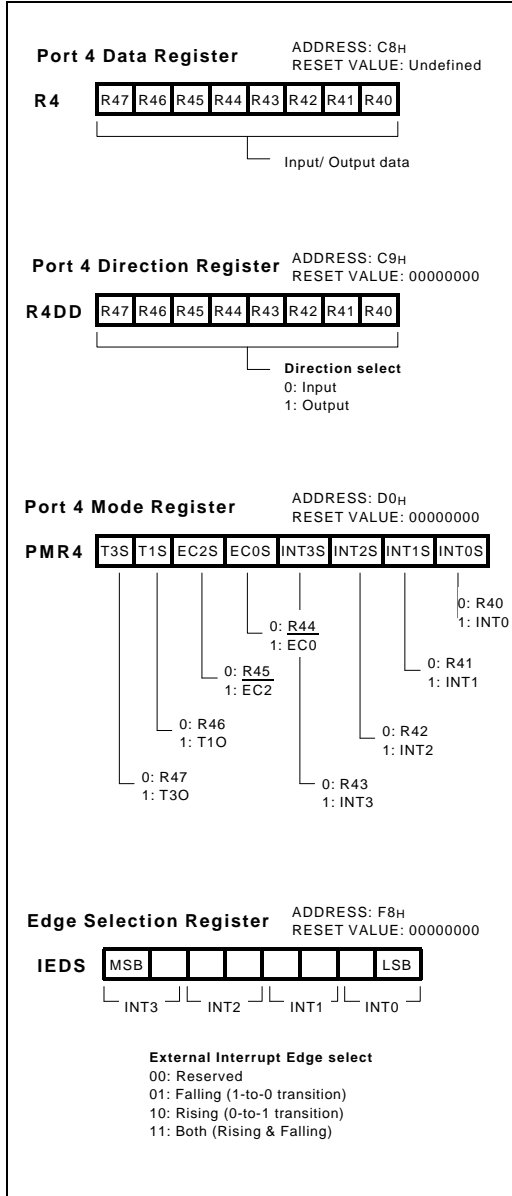 Port 4 Data Register
ADDRESS: C8H
RESET VALUE: Undefined
R4
R47 R46 R45 R44 R43 R42 R41 R40
Input/ Output data
Port 4 Direction Register
ADDRESS: C9H
RESET VALUE: 00000000
R4DD
R47 R46 R45 R44 R43 R42 R41 R40
Direction select
0: Input
1: Output
Port 4 Mode Register
ADDRESS: D0H
RESET VALUE: 00000000
PMR4
T3S T1S EC2S EC0S INT3S INT2S INT1S INT0S
0: R40
1: INT0
0: R44
1: EC0
0: R41
1: INT1
0: R45
1: EC2
0: R46
1: T1O
0: R42
1: INT2
0: R47
1: T3O
0: R43
1: INT3
Edge Selection Register
ADDRESS: F8H
RESET VALUE: 00000000
IEDS
MSB LSB
INT3 INT2 INT1 INT0
External Interrupt Edge select
00: Reserved
01: Falling (1-to-0 transition)
10: Rising (0-to-1 transition)
11: Both (Rising & Falling)